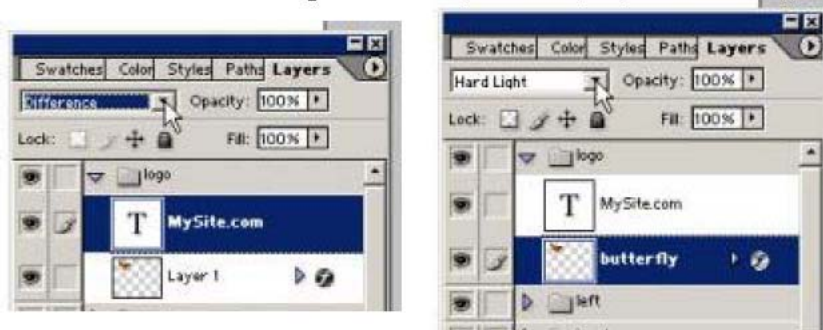 Swatches Color Styles Paths Layers
Difference Opacity: 100%
Lock: Fill: 100%
logo
T MySite.com
Layer 1
Swatches Color Styles Paths Layers
Hard Light Opacity: 100%
Lock: Fill: 100%
logo
T MySite.com
butterfly
left